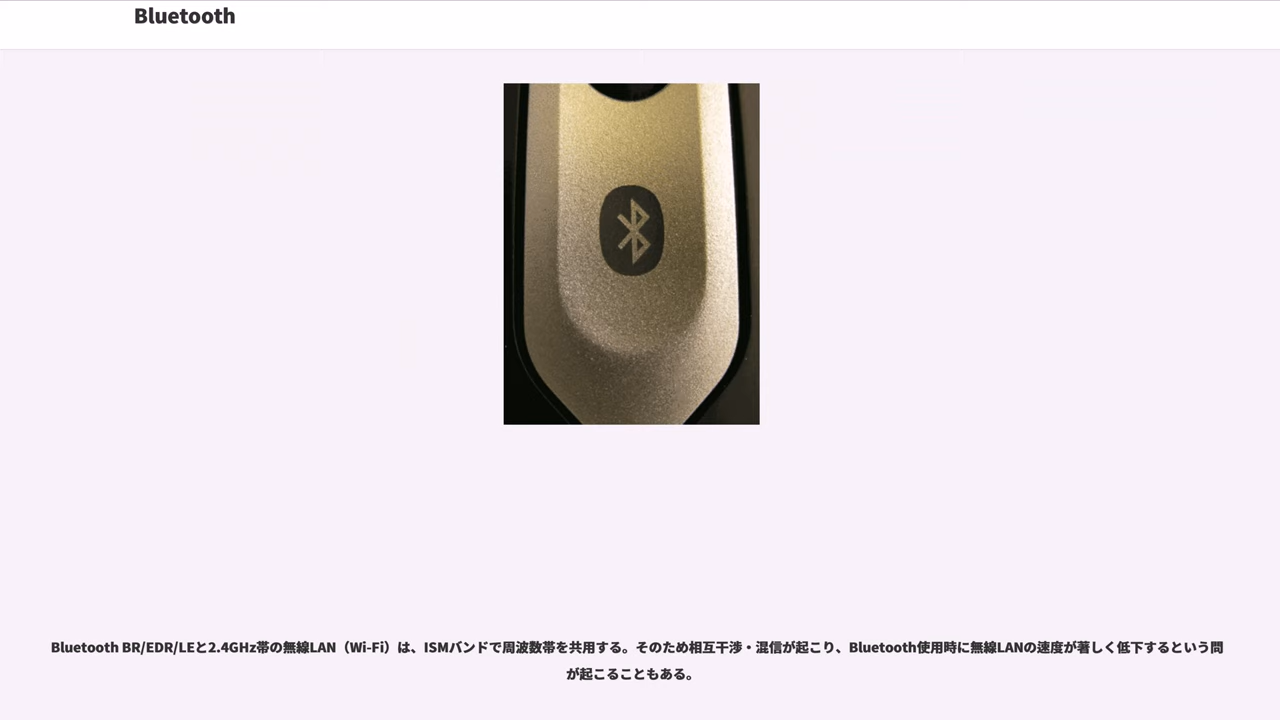 Bluetooth
Bluetooth BR/EDR/LEと2.4GHz帯の無線LAN（Wi-Fi）は、ISMバンドで周波数帯を共用する。そのため相互干渉・混信が起こり、Bluetooth使用時に無線LANの速度が著しく低下するという問
が起こることもある。